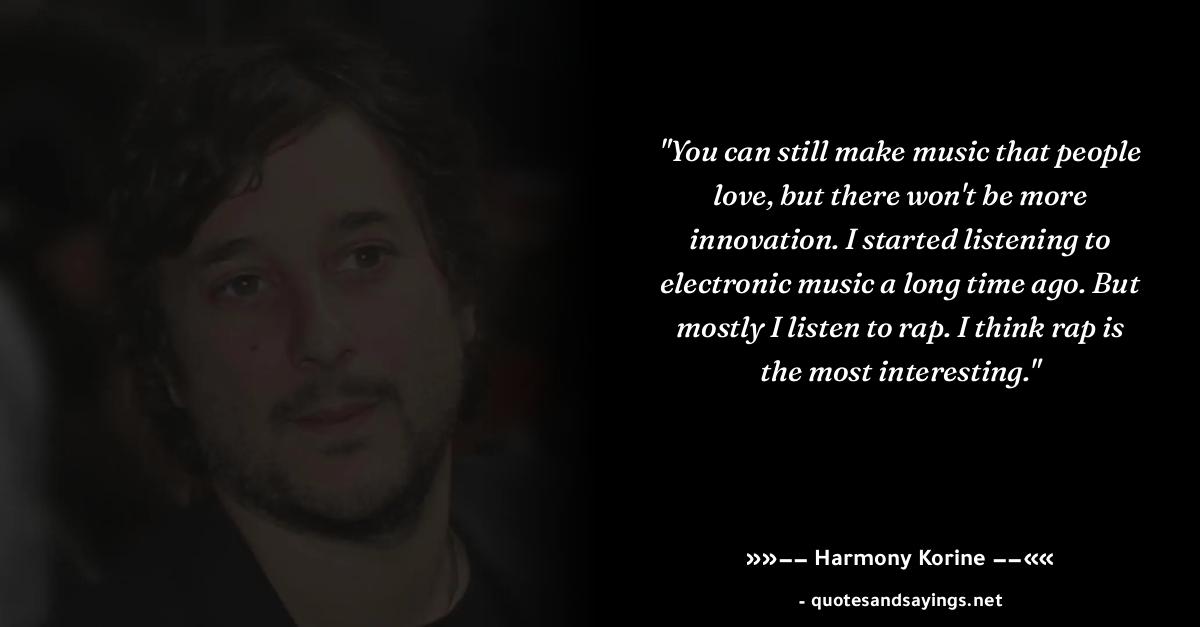 "You can still make music that people
love, but there won't be more
innovation. I started listening to
electronic music a long time ago. But
mostly I listen to rap. I think rap is
the most interesting."
»»−− Harmony Korine −−««
- quotesandsayings.net